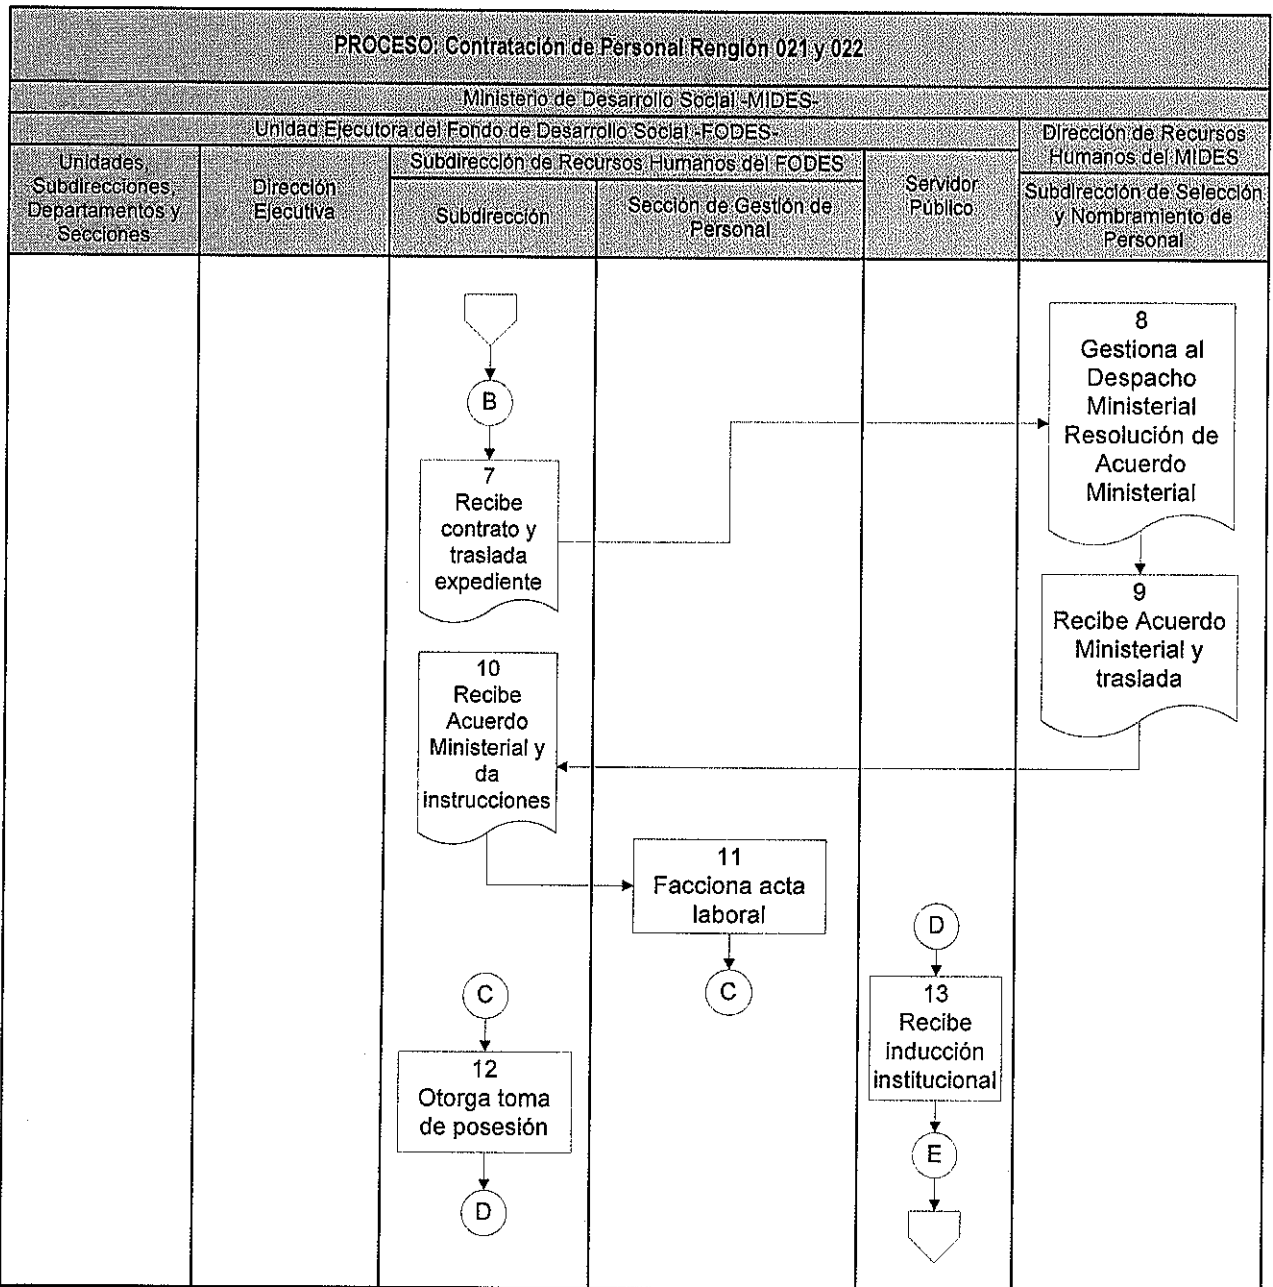 PROCESO: Contratación de Personal Renglón 021 y 022
Ministerio de Desarrollo Social -MIDES-
Unidad Ejecutora del Fondo de Desarrollo Social -FODES-
Dirección de Recursos
Humanos del MIDES
Unidades,
Subdirecciones,
Departamentos y
Secciones
Dirección
Ejecutiva
Subdirección de Recursos Humanos del FODES
Subdirección
Sección de Gestión de
Personal
Servidor
Publico
Subdirección de Selección
y Nombramiento de
Personal
B
7
Recibe
contrato y
traslada
expediente
8
Gestiona al
Despacho
Ministerial
Resolución de
Acuerdo
Ministerial
9
Recibe Acuerdo
Ministerial y
traslada
10
Recibe
Acuerdo
Ministerial y
da
instrucciones
11
Facciona acta
laboral
C
C
12
Otorga toma
de posesión
D
D
13
Recibe
inducción
institucional
E